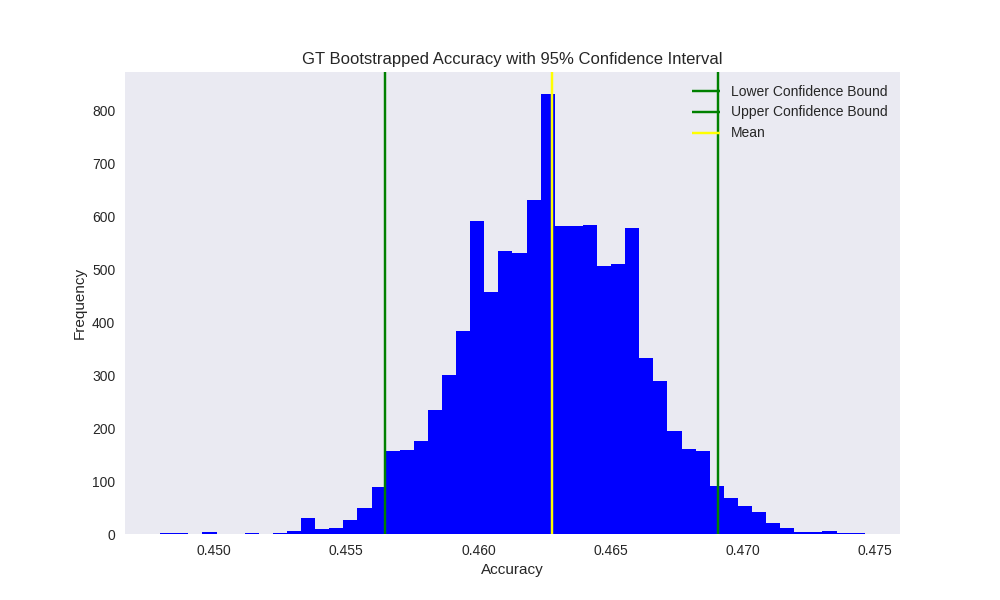 GT Bootstrapped Accuracy with 95% Confidence Interval
Lower Confidence Bound
Upper Confidence Bound
Mean
Frequency
800
700
600
500
400
300
200
100
0
0.450 0.455 0.460 0.465 0.470 0.475
Accuracy